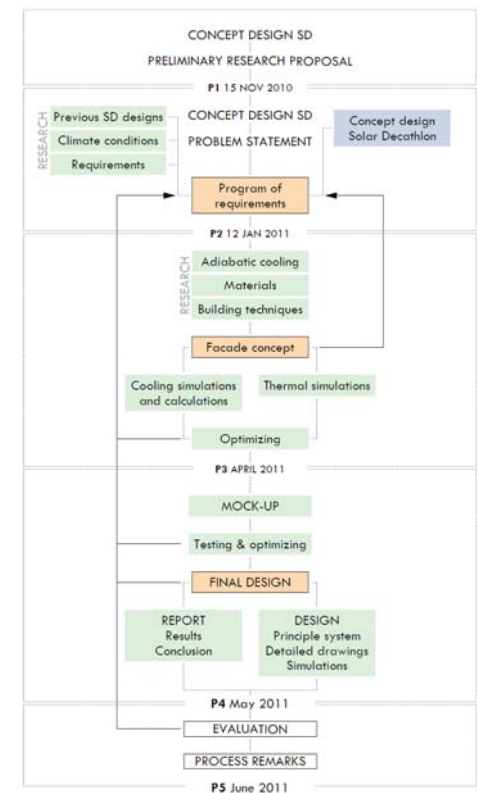 CONCEPT DESIGN SD
PRELIMINARY RESEARCH PROPOSAL
P1 15 NOV 2010
RESEARCH
Previous SD designs
Climate conditions
Requirements
CONCEPT DESIGN SD
PROBLEM STATEMENT
Concept design
Solar Decathlon
Program of
requirements
P2 12 JAN 2011
RESEARCH
Adiabatic cooling
Materials
Building techniques
Facade concept
Cooling simulations
and calculations
Thermal simulations
Optimizing
P3 APRIL 2011
MOCK-UP
Testing & optimizing
FINAL DESIGN
REPORT
Results
Conclusion
DESIGN
Principle system
Detailed drawings
Simulations
P4 May 2011
EVALUATION
PROCESS REMARKS
P5 June 2011